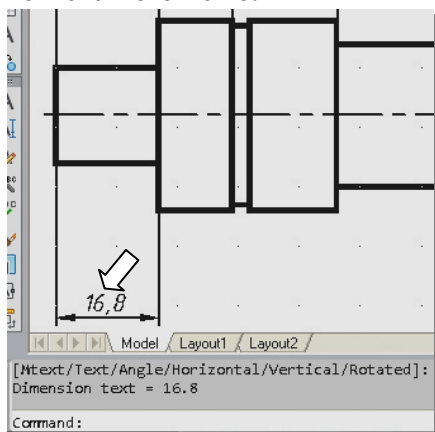 16,8
Model Layout1 Layout2
[Mtext/Text/Angle/Horizontal/Vertical/Rotated]:
Dimension text = 16.8
Command: